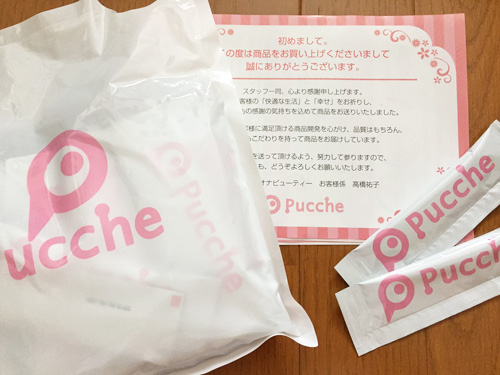 初めまして。
の度は商品をお買い上げくださいまして
誠にありがとうございます。
スタッフ一同、心より感謝申し上げます。
客様の「快適な生活」と「幸せ」をお祈りし、
の感謝の気持ちを込めて商品をお送りいたしました。
様に満足頂ける商品開発を心がけ、品質はもちろん、
こだわりを持って商品をお届けしています。
を送って頂けるよう、努力して参りますので、
も、どうぞよろしくお願いいたします。
オナビューティー お客様係 高橋祐子
Pucche
ucche
Pucche
Pucche
Pucche